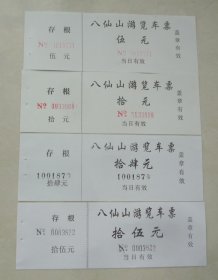 存根
八仙山游览车票
伍元
伍元
当日有效
盖章有效
存根
八仙山游览车票
拾元
拾元
当日有效
盖章有效
存根
八仙山游览车票
拾肆元
拾肆元
当日有效
盖章有效
存根
八仙山游览车票
拾伍元
№ 0003822
拾伍元
№ 0003822
当日有效
盖章有效